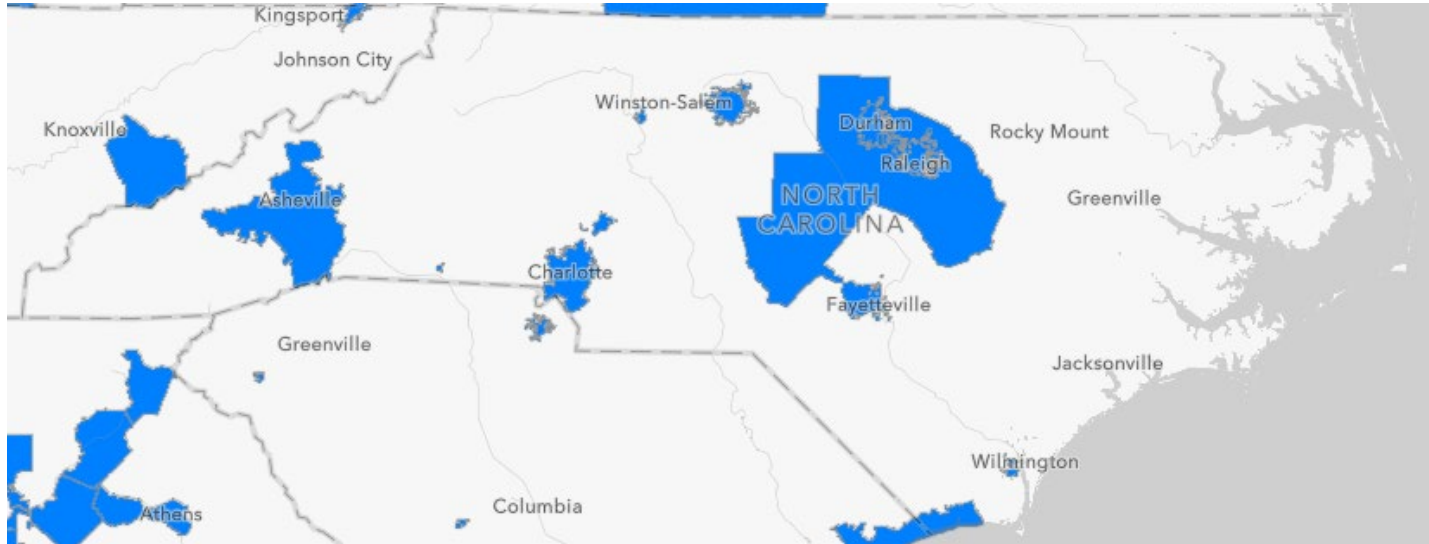 Kingsport
Johnson City
Winston-Salem
Knoxville
Durham
Rocky Mount
Raleigh
Asheville
NORTH
CAROLINA
Greenville
Charlotte
Fayetteville
Greenville
Jacksonville
Wilmington
Columbia
Athens